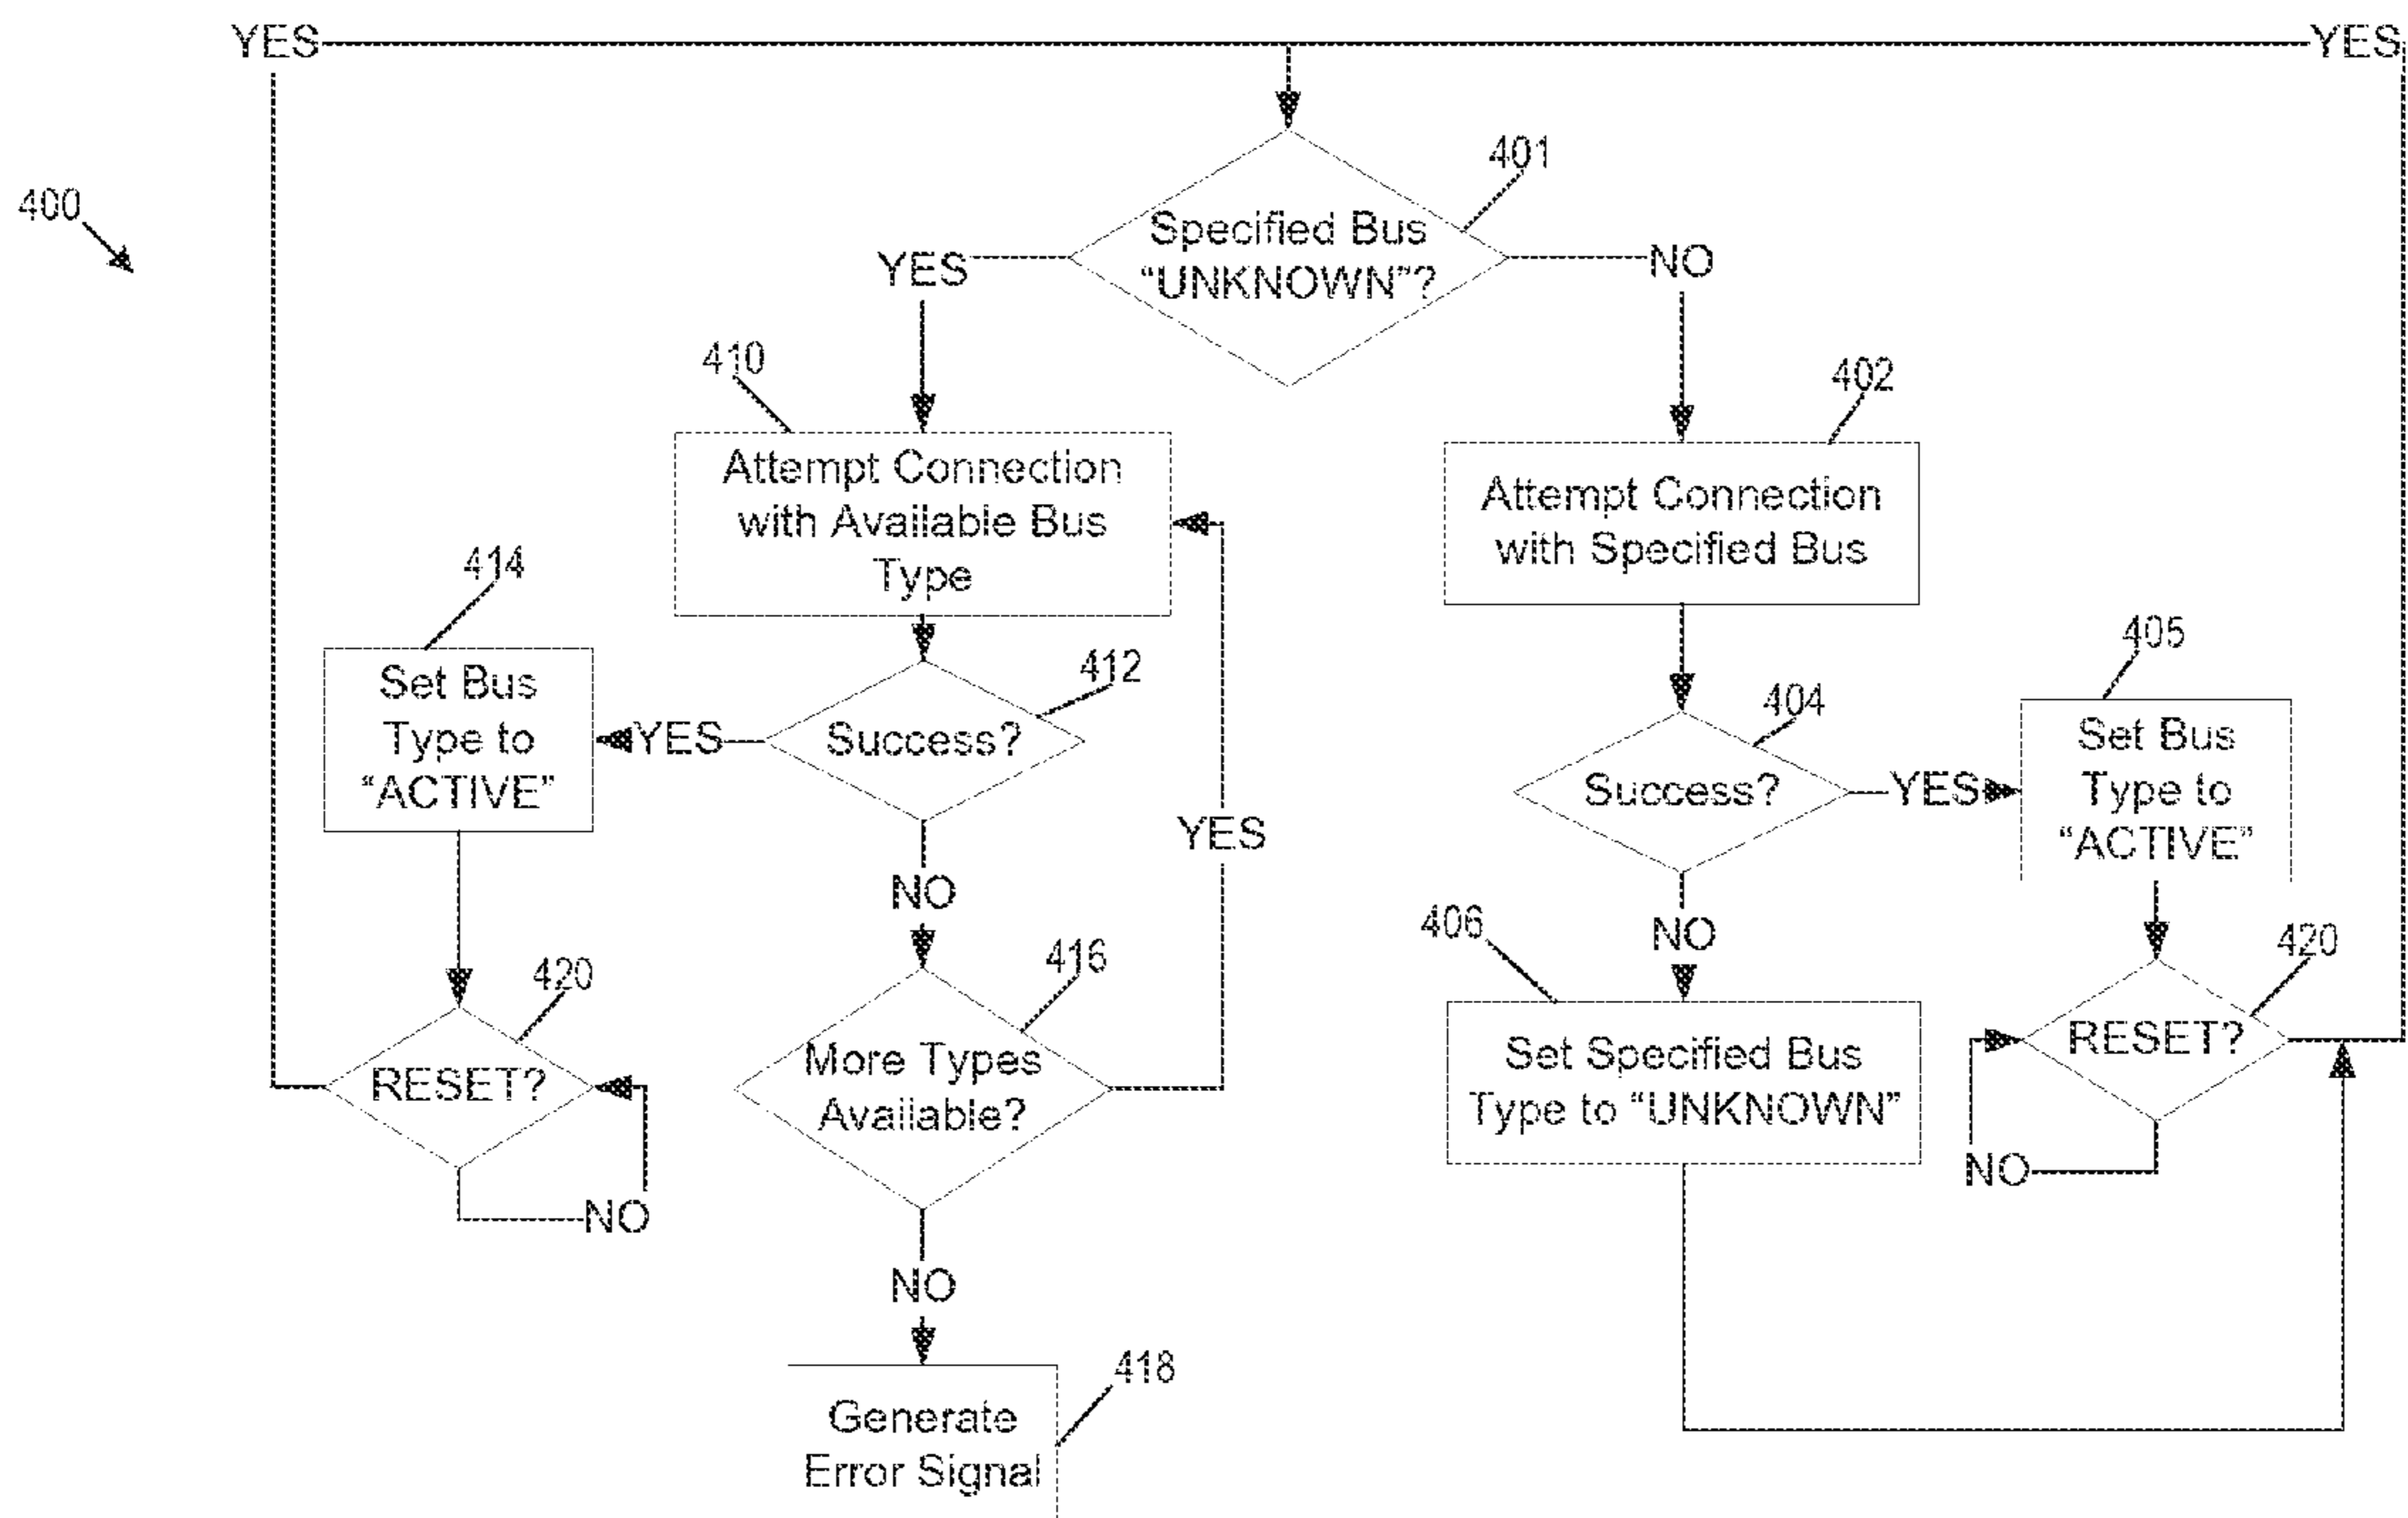 YES
YES
400
401
Specified Bus
“UNKNOWN”?
YES
NO
410
Attempt Connection
with Available Bus
Type
402
Attempt Connection
with Specified Bus
414
Set Bus
Type to
“ACTIVE”
412
Success?
YES
NO
YES
404
Success?
YES
405
Set Bus
Type to
“ACTIVE”
NO
406
Set Specified Bus
Type to “UNKNOWN”
420
RESET?
NO
416
More Types
Available?
420
RESET?
NO
NO
418
Generate
Error Signal